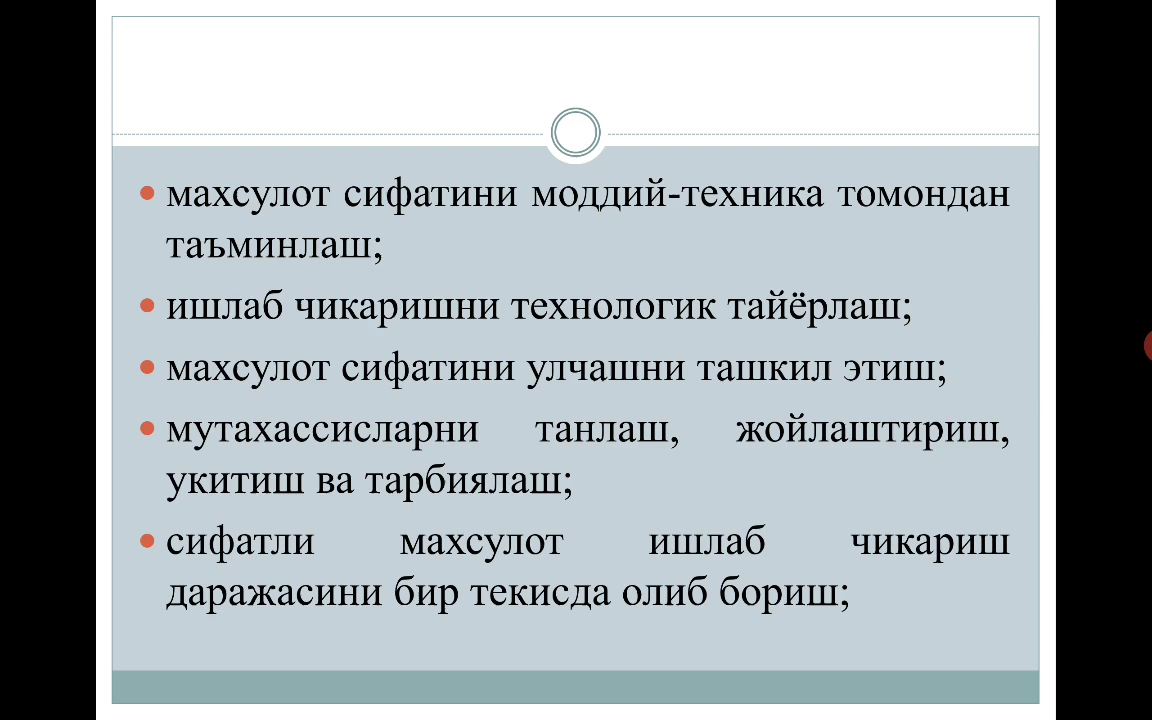 махсулот сифатини моддий-техника томондан
таъминлаш;
ишлаб чикаришни технологик тайёрлаш;
махсулот сифатини улчашни ташкил этиш;
мутахассисларни танлаш, жойлаштириш,
укитиш ва тарбиялаш;
сифатли махсулот ишлаб чикариш
даражасини бир текисда олиб бориш;